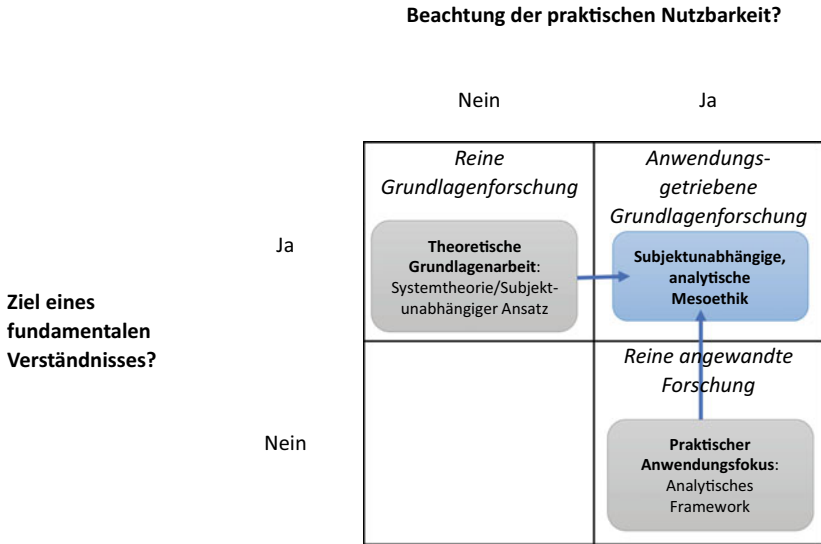 Beachtung der praktischen Nutzbarkeit?
Nein
Ja
Reine
Grundlagenforschung
Anwendungs-
getriebene
Grundlagenforschung
Ja
Theoretische
Grundlagenarbeit:
Systemtheorie/Subjekt-
unabhängiger Ansatz
Subjektunabhängige,
analytische
Mesoethik
Ziel eines
fundamentalen
Verständnisses?
Reine angewandte
Forschung
Nein
Praktischer
Anwendungsfokus:
Analytisches
Framework